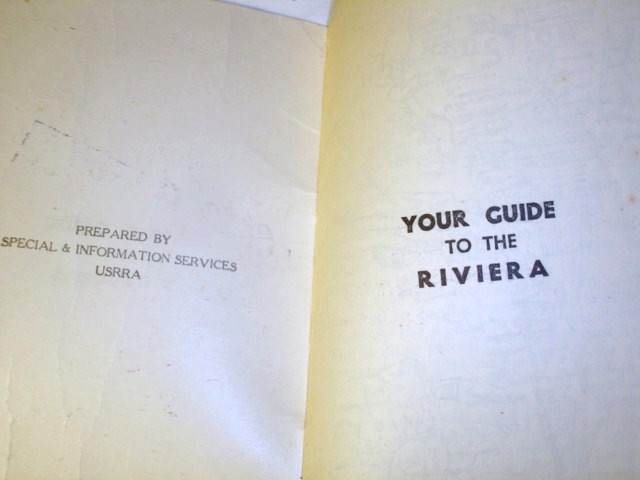 PREPARED BY
SPECIAL & INFORMATION SERVICES
USRRA
YOUR GUIDE
TO THE
RIVIERA